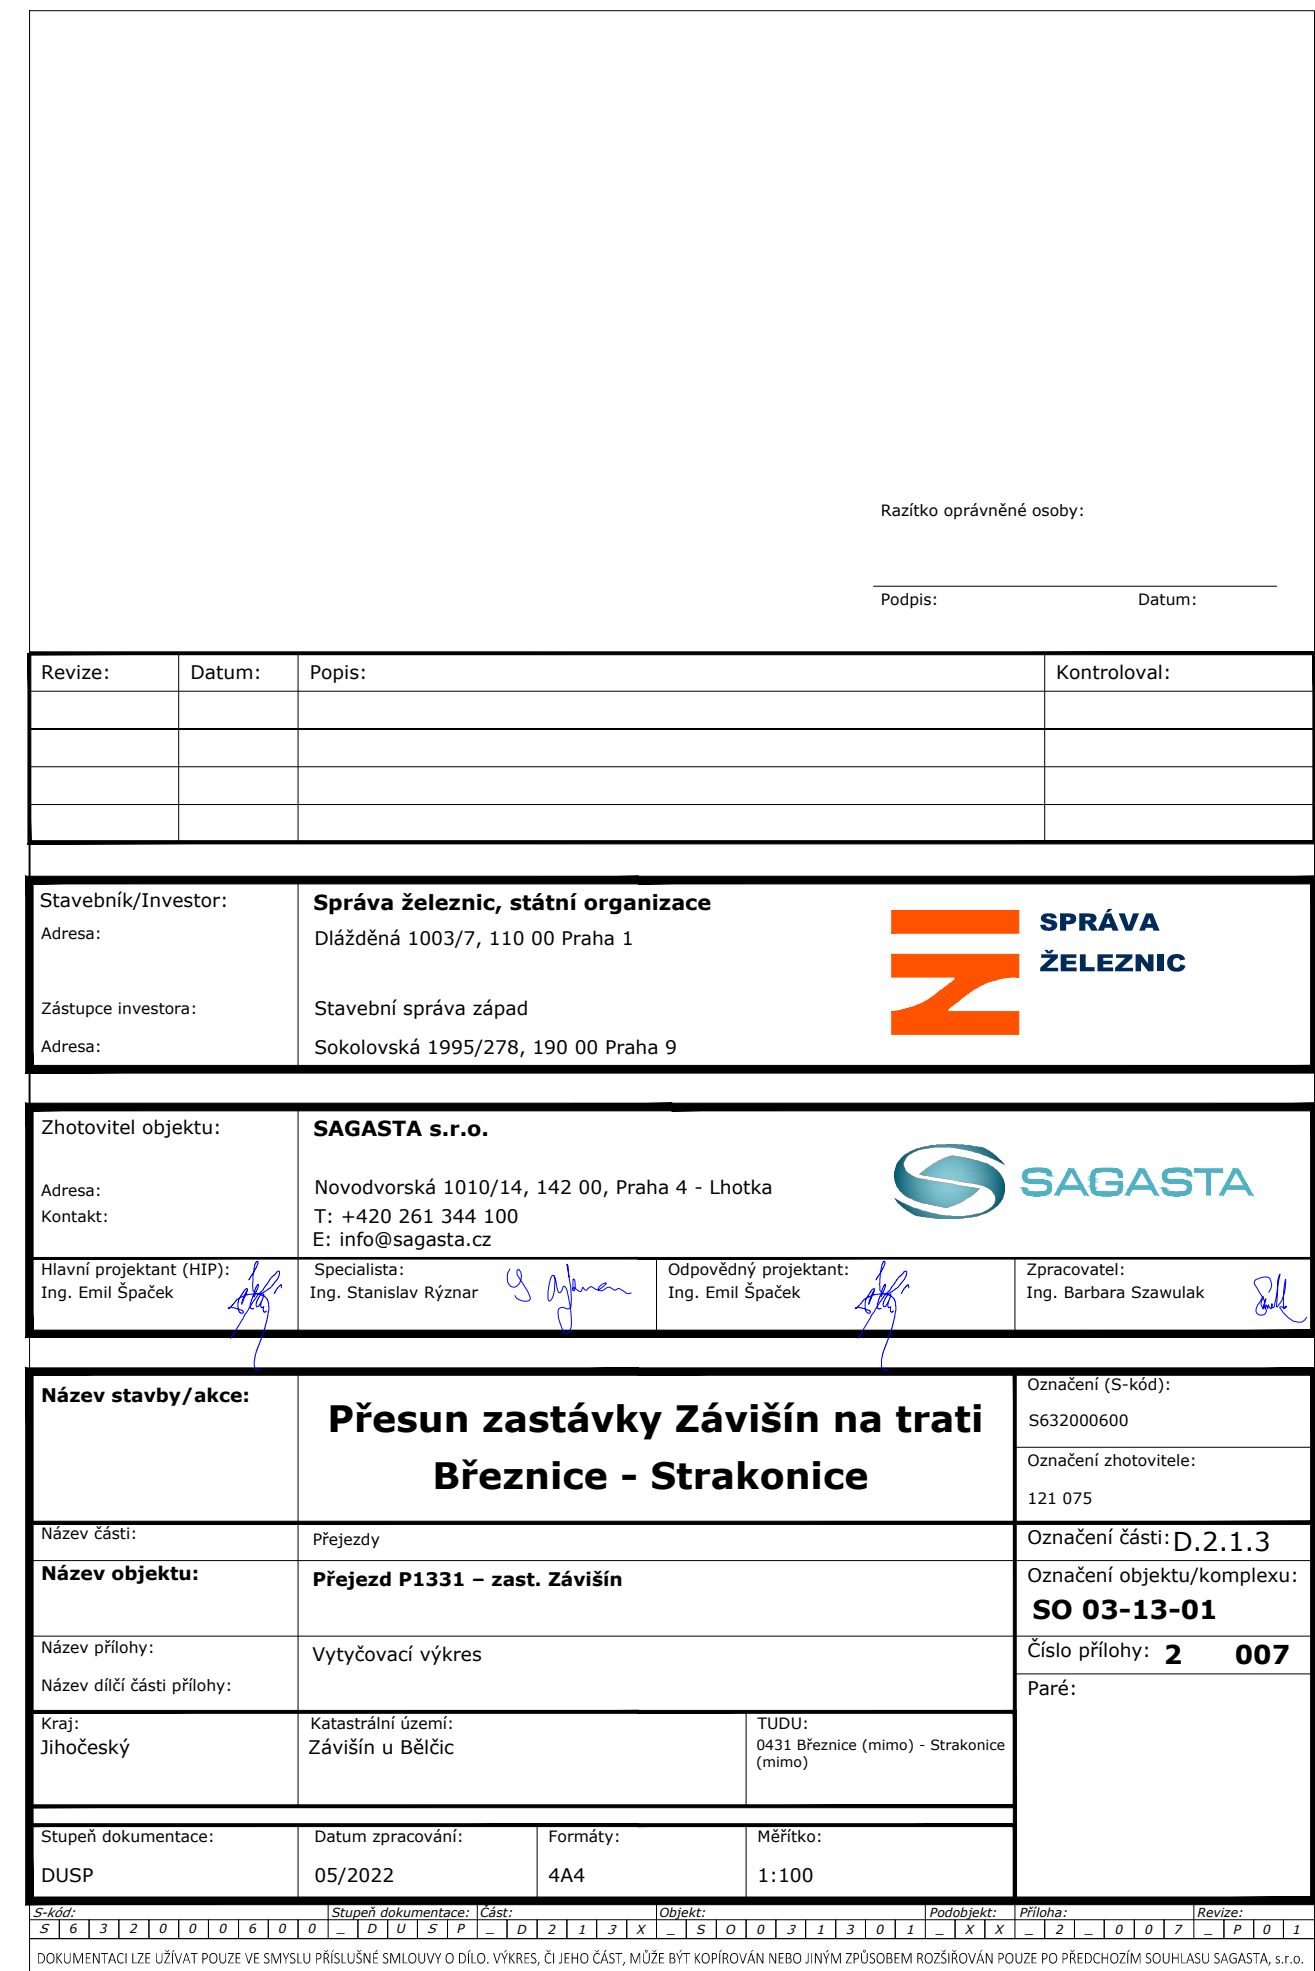 Razítko oprávněné osoby:
Podpis: Datum:
Revize: Datum: Popis: Kontroloval:
Stavebník/Investor: Správa železnic, státní organizace
Adresa: Dlážděná 1003/7, 110 00 Praha 1
SPRÁVA
ŽELEZNIC
Zástupce investora: Stavební správa západ
Adresa: Sokolovská 1995/278, 190 00 Praha 9
Zhotovitel objektu: SAGASTA s.r.o.
SAGASTA
Adresa: Novodvorská 1010/14, 142 00, Praha 4 - Lhotka
Kontakt: T: +420 261 344 100
E: info@sagasta.cz
Hlavní projektant (HIP): Specialista: Odpovědný projektant: Zpracovatel:
Ing. Emil Špaček Ing. Stanislav Rýznar Ing. Emil Špaček Ing. Barbara Szawulak
Název stavby/akce: Přesun zastávky Závišín na trati
Březnice - Strakonice
Označení (S-kód):
S632000600
Označení zhotovitele:
121 075
Název části: Přejezdy Označení části: D.2.1.3
Název objektu: Přejezd P1331 – zast. Závišín Označení objektu/komplexu:
SO 03-13-01
Název přílohy: Vytyčovací výkres Číslo přílohy: 2 007
Název dílčí části přílohy: Paré:
Kraj: Katastrální území: TUDU:
Jihočeský Závišín u Bělčic 0431 Březnice (mimo) - Strakonice
(mimo)
Stupeň dokumentace: Datum zpracování: Formáty: Měřítko:
DUSP 05/2022 4A4 1:100
S-kód: Stupeň dokumentace: Část: Objekt: Podobjekt: Příloha: Revize:
S 6 3 2 0 0 0 6 0 0 _ D U S P _ D 2 1 3 X _ S O 0 3 1 3 0 1 _ X X _ 2 _ 0 0 7 _ P 0 1
DOKUMENTACI LZE UŽÍVAT POUZE VE SMYSLU PŘÍSLUŠNÉ SMLOUVY O DÍLO. VÝKRES, ČI JEHO ČÁST, MŮŽE BÝT KOPÍROVÁN NEBO JINÝM ZPŮSOBEM ROZŠIŘOVÁN POUZE PO PŘEDCHOZÍM SOUHLASU SAGASTA, s.r.o.